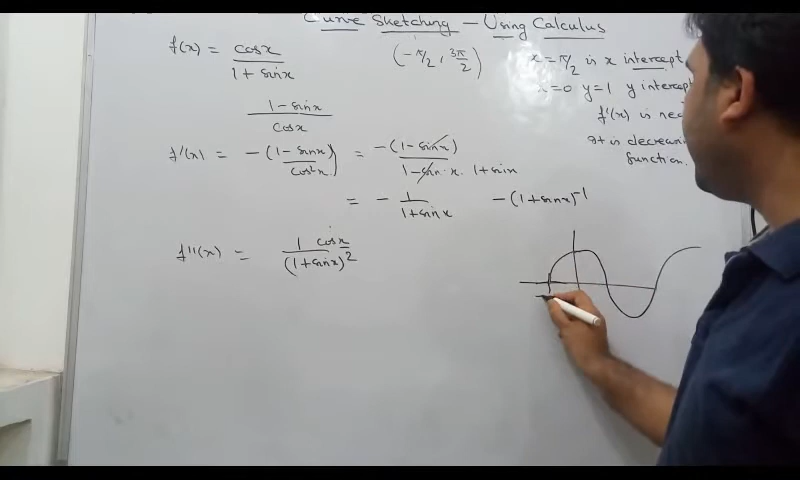 Curve Sketching – Using Calculus
f(x) = cosx / 1 + sinx
(-π/2, 3π/2)
x = π/2 is x intercept
x=0 y=1 y intercept
f'(x) is
It is
function.
1 - sinx / cosx
f'(x) = -(1 - sinx) / cos²x = -(1 - sinx) / 1 - sin x . 1 + sinx
= - 1 / 1 + sinx -(1 + sinx)⁻¹
f''(x) = 1 cosx / (1 + sinx)²